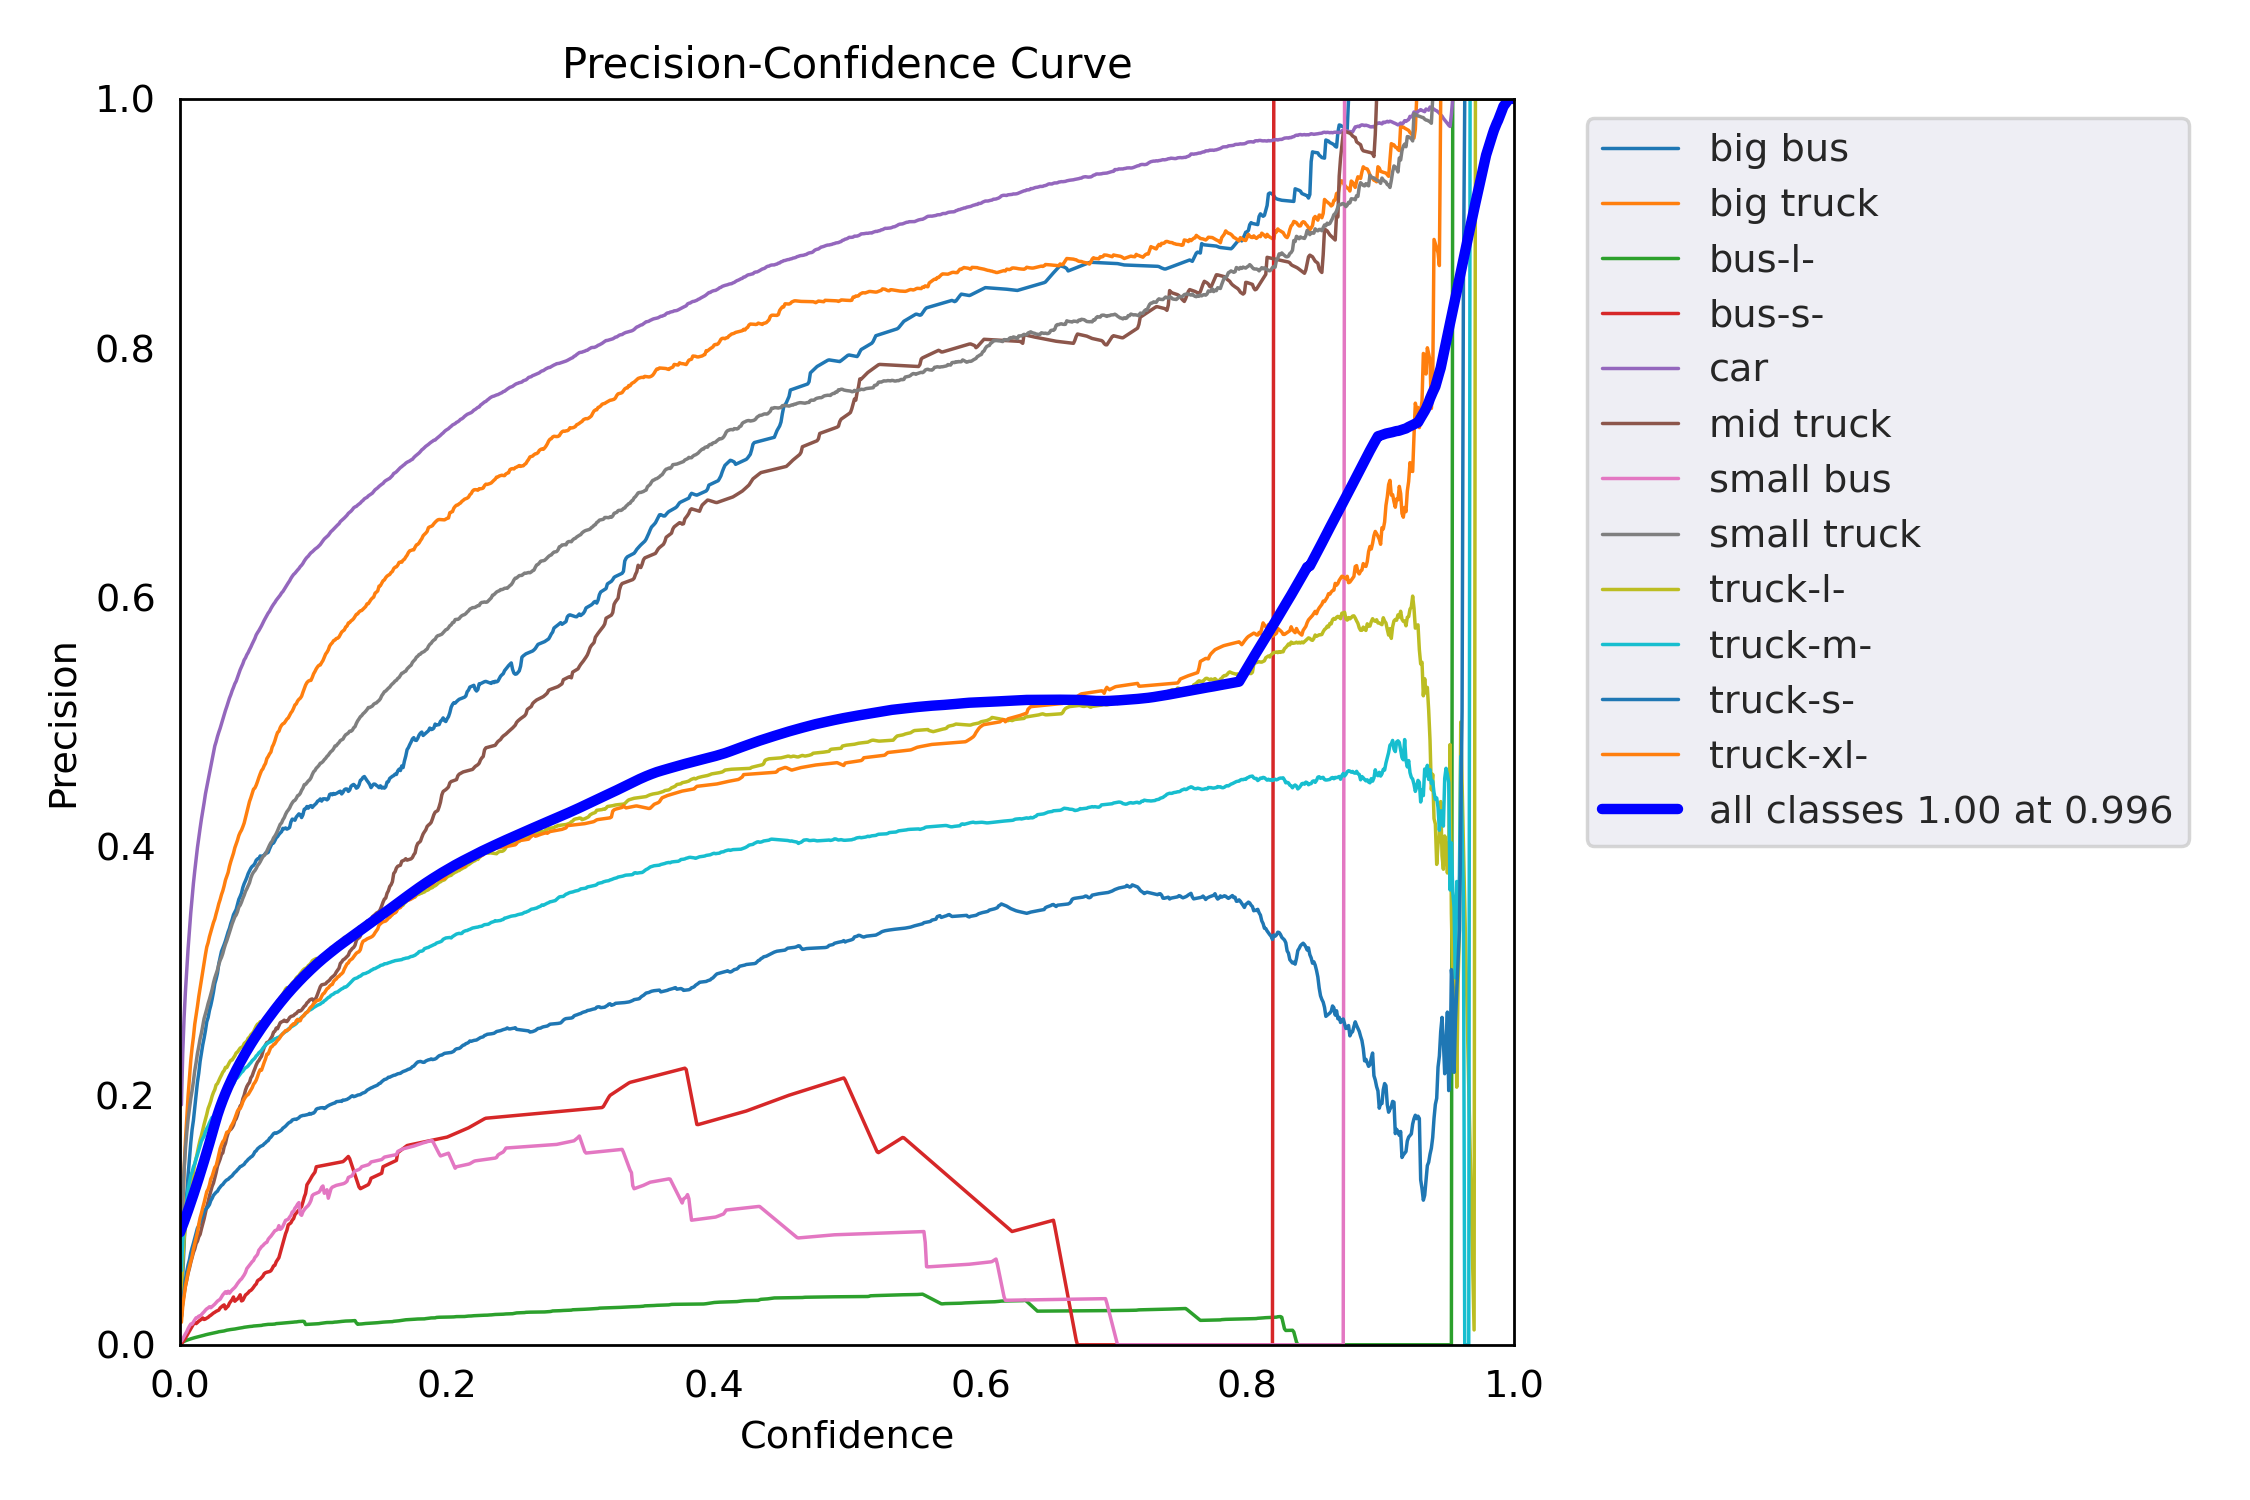 Precision-Confidence Curve
1.0
0.8
0.6
0.4
0.2
0.0
Precision
0.0 0.2 0.4 0.6 0.8 1.0
Confidence
big bus
big truck
bus-l-
bus-s-
car
mid truck
small bus
small truck
truck-l-
truck-m-
truck-s-
truck-xl-
all classes 1.00 at 0.996